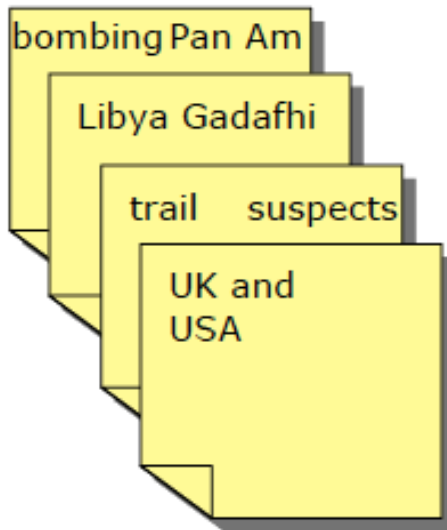 bombing Pan Am
Libya Gadafhi
trail suspects
UK and
USA